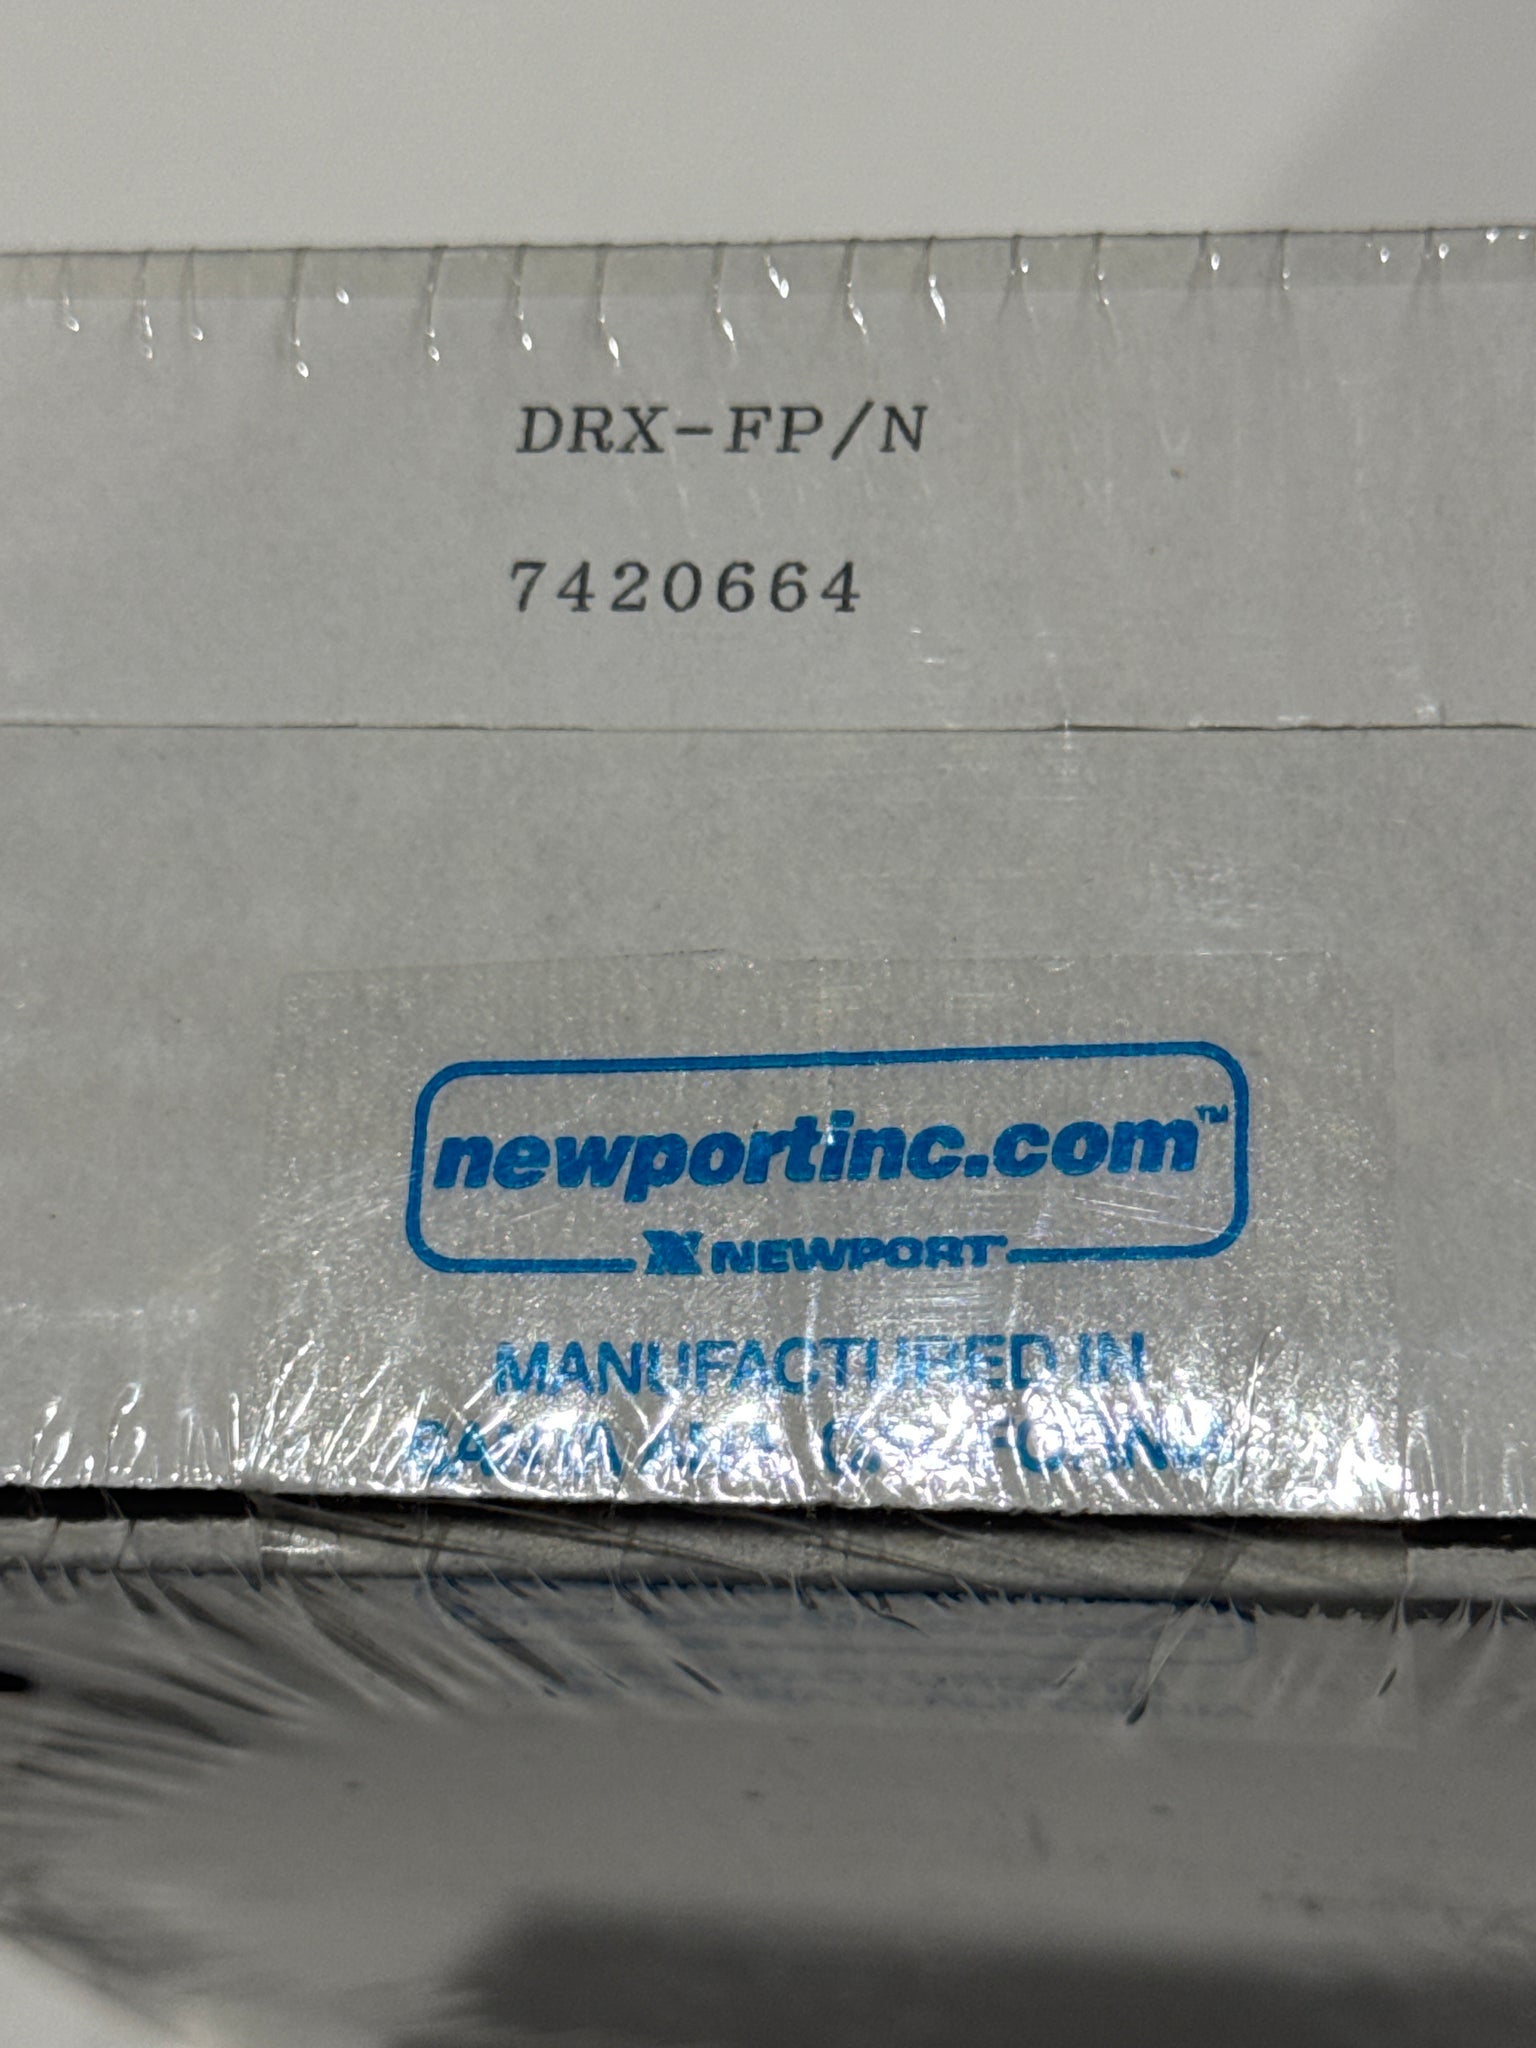 DRX-FP/N
7420664
newportinc.com™
NEWPORT
MANUFACTURED IN